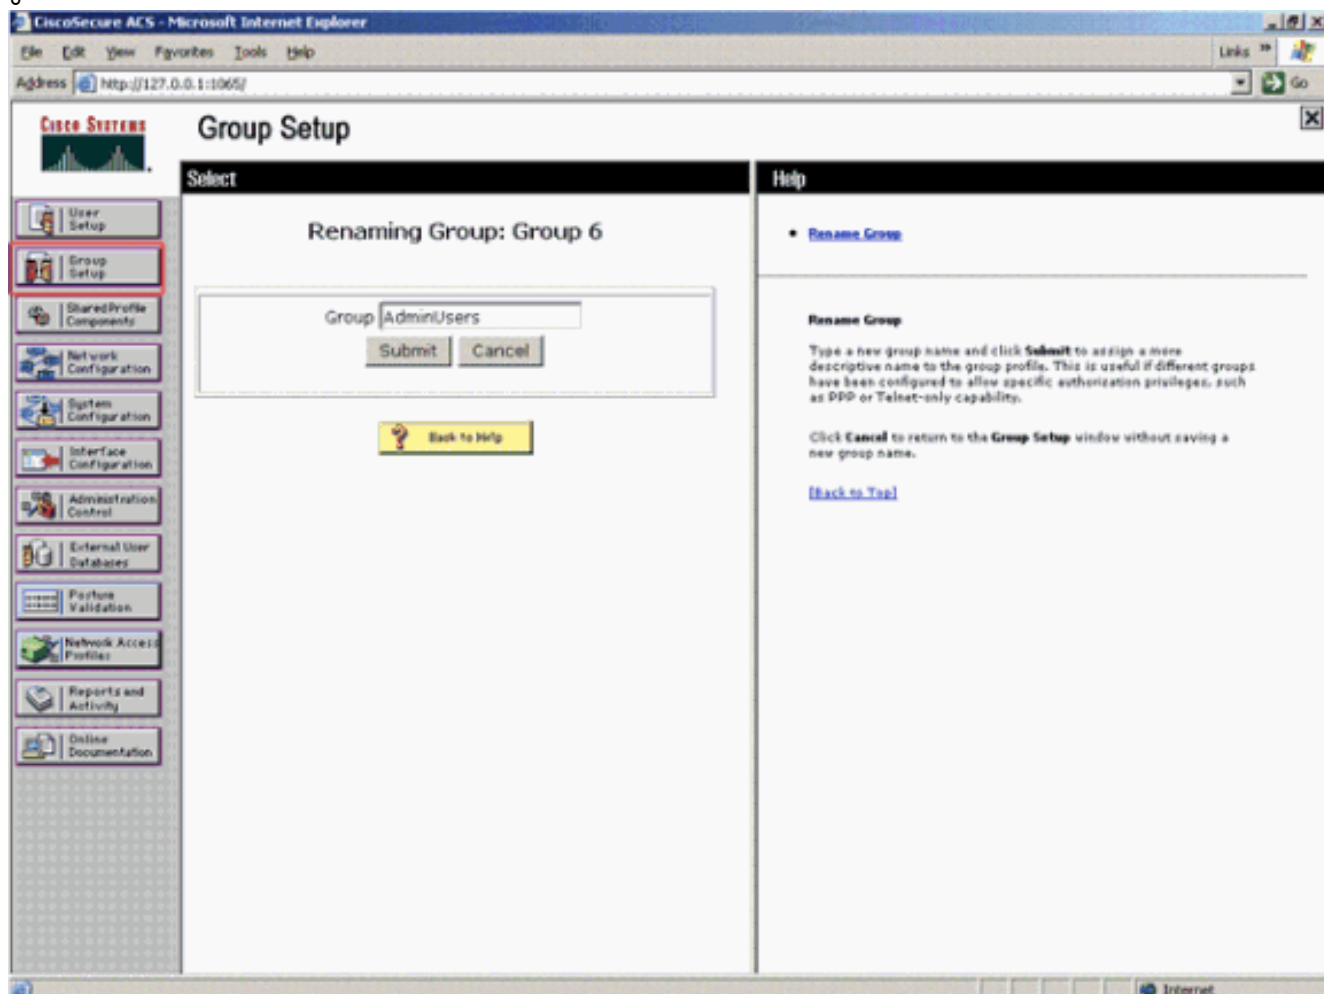 CiscoSecure ACS - Microsoft Internet Explorer
File Edit View Favorites Tools Help
Links »
Address http://127.0.0.1:1065/
Go
CISCO SYSTEMS
Group Setup
Select
Help
User
Setup
Group
Setup
Shared Profile
Components
Network
Configuration
System
Configuration
Interface
Configuration
Administration
Control
External User
Databases
Posture
Validation
Network Access
Profiles
Reports and
Activity
Online
Documentation
Renaming Group: Group 6
Group AdminUsers
Submit Cancel
Back to Help
• Rename Group
Rename Group
Type a new group name and click Submit to assign a more
descriptive name to the group profile. This is useful if different groups
have been configured to allow specific authorization privileges, such
as PPP or Telnet-only capability.
Click Cancel to return to the Group Setup window without saving a
new group name.
[Back to Top]
Internet